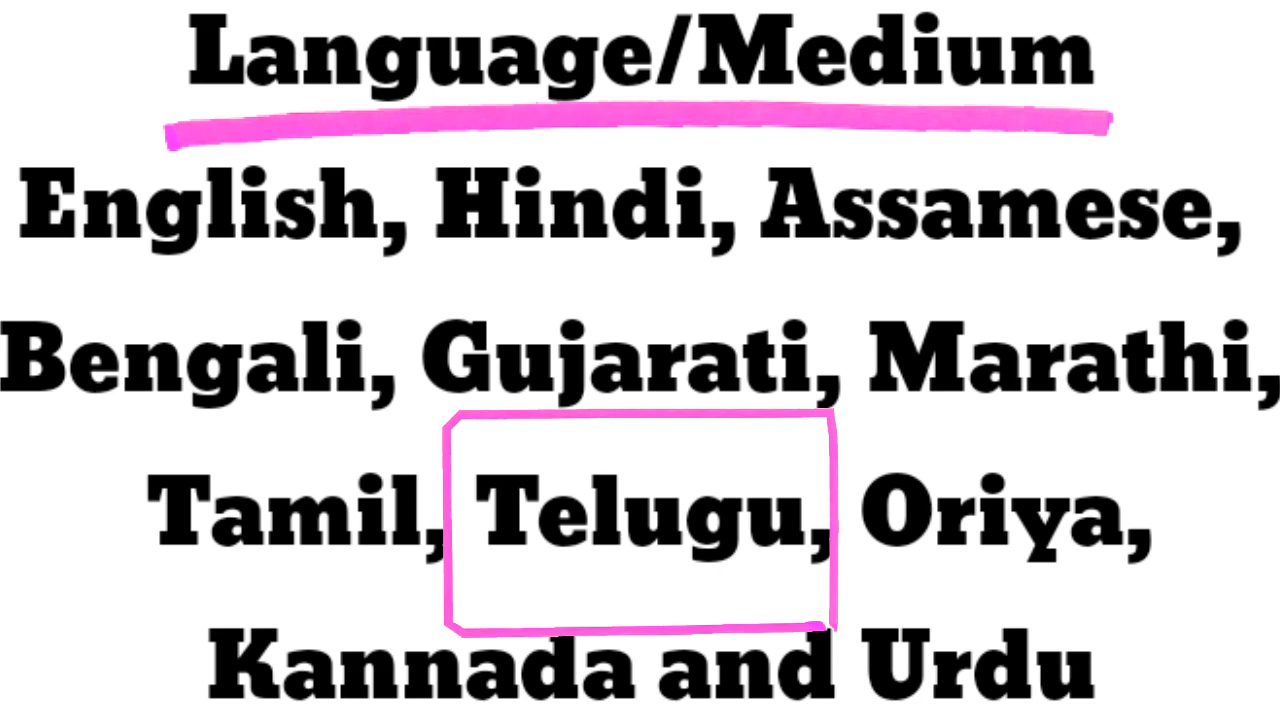 Language/Medium
English, Hindi, Assamese,
Bengali, Gujarati, Marathi,
Tamil, Telugu, Oriya,
Kannada and Urdu